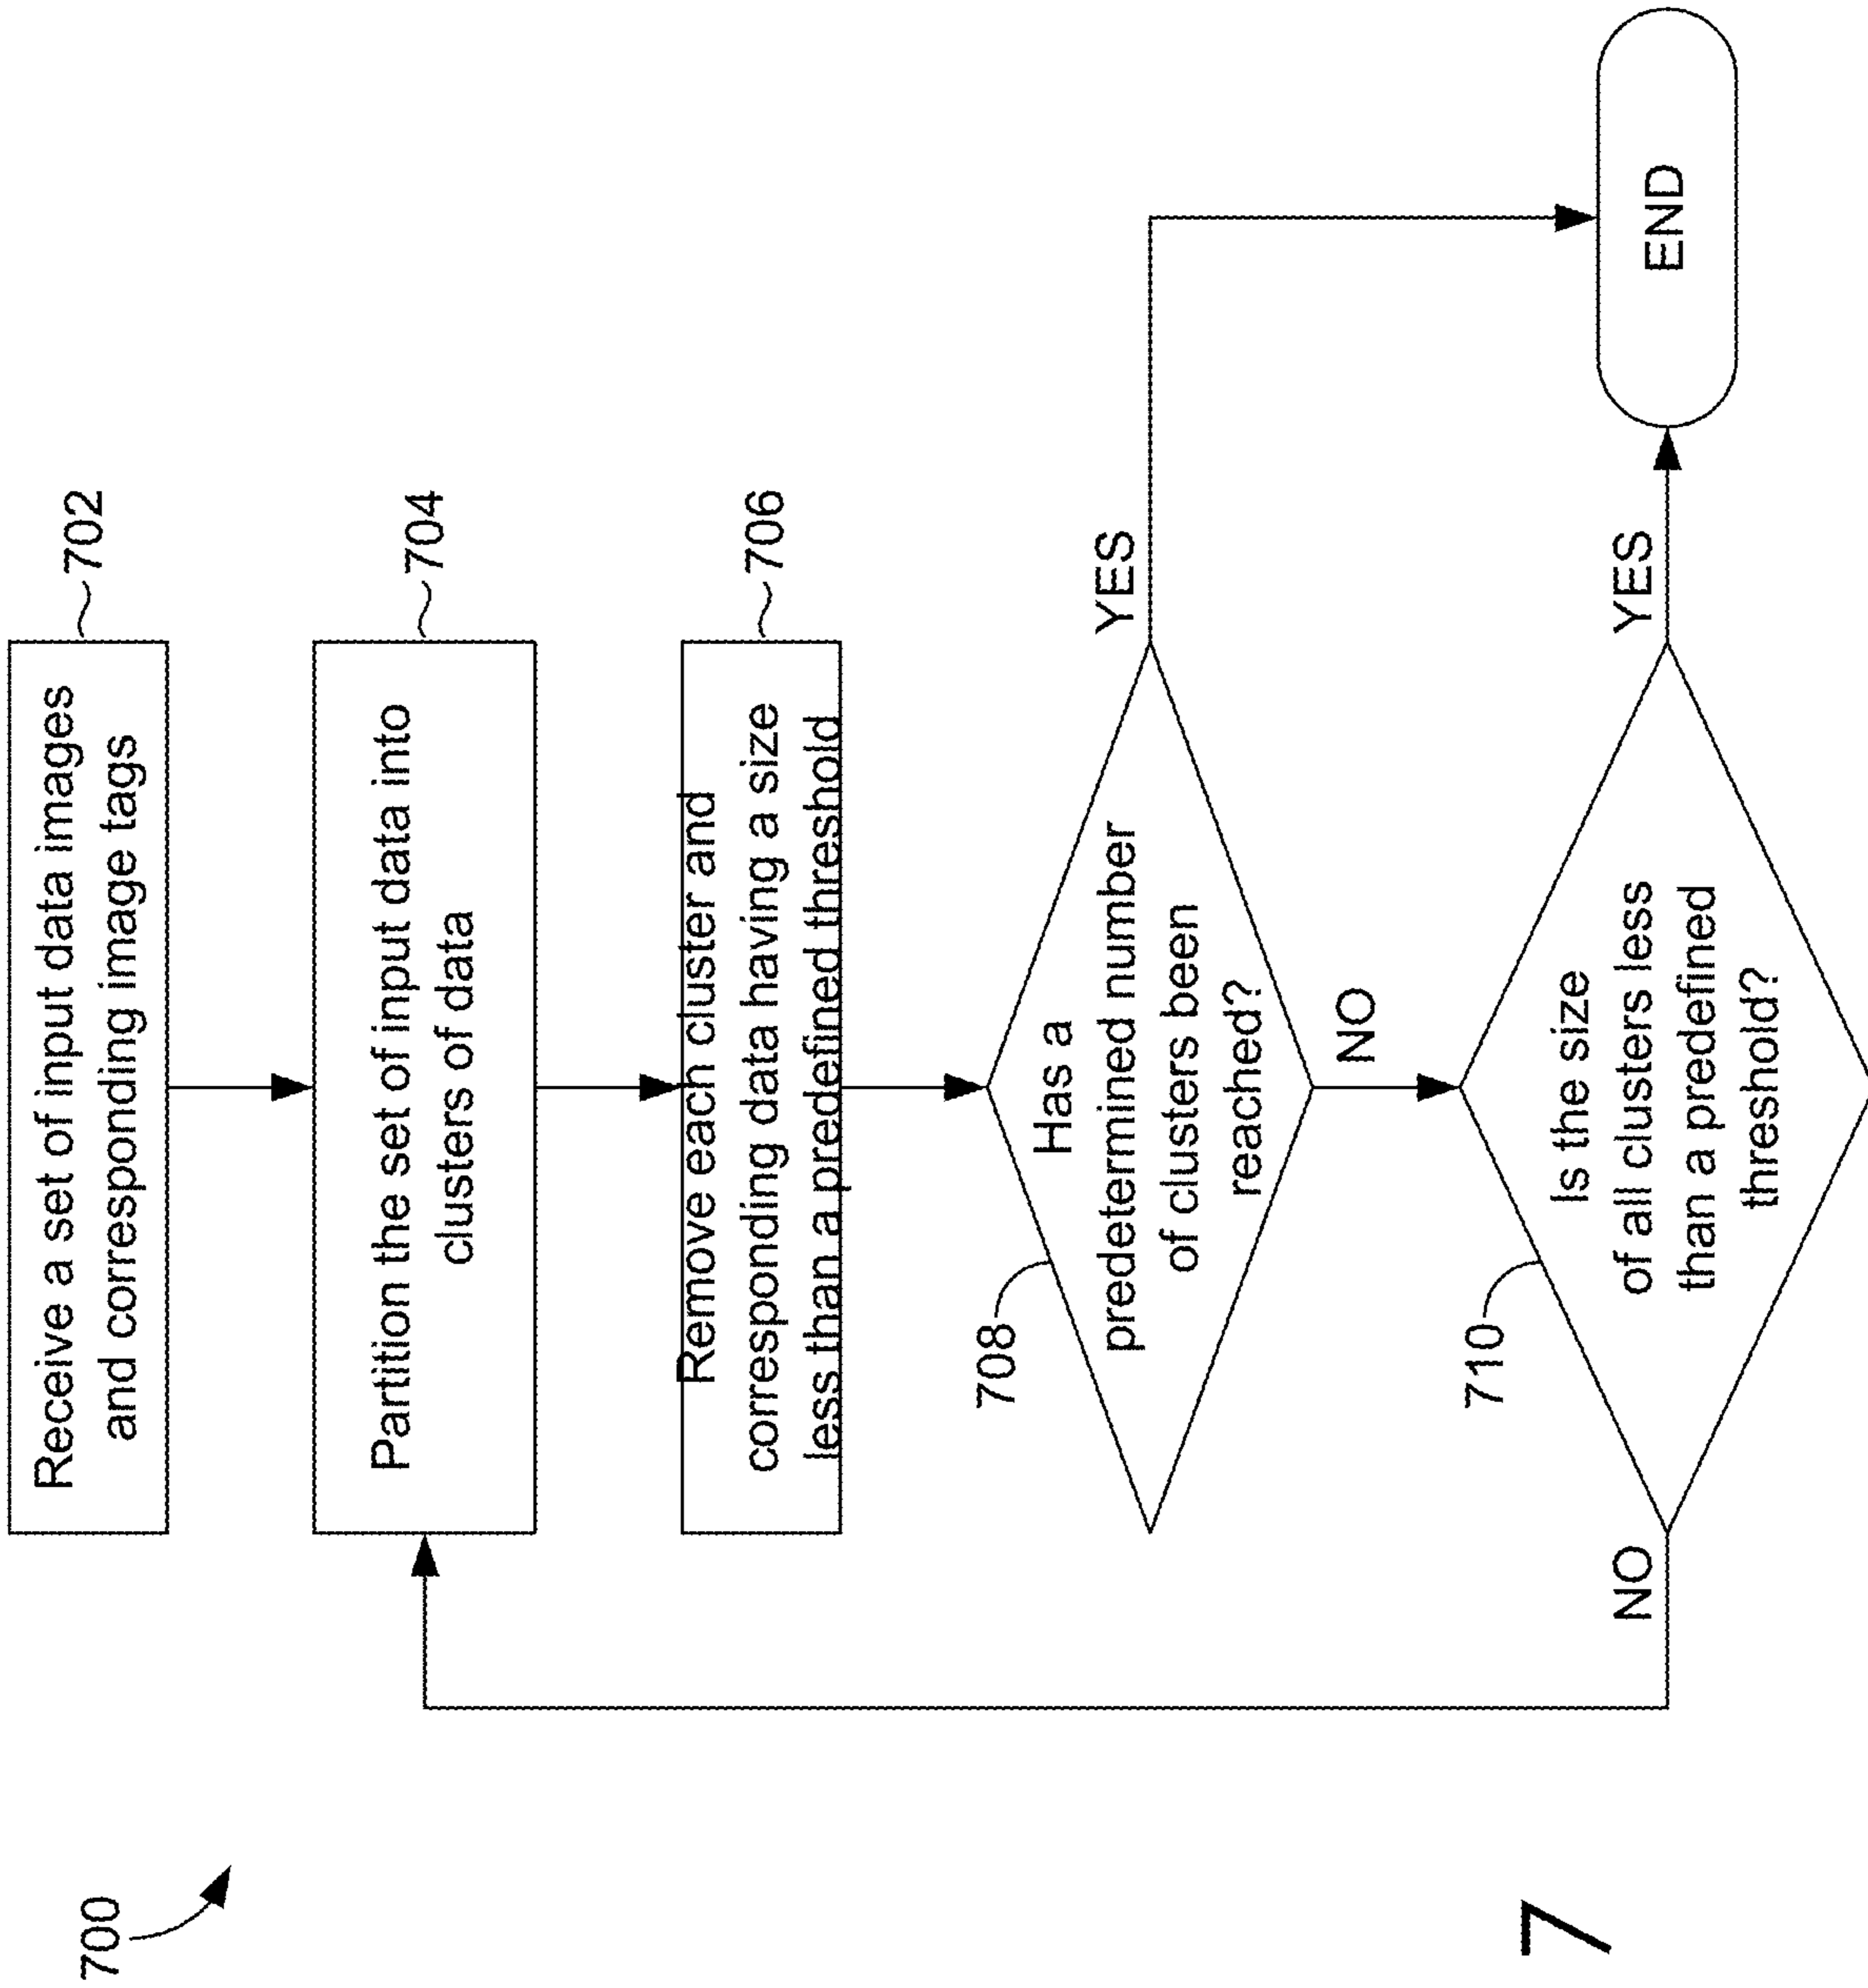 700
Receive a set of input data images
and corresponding image tags
702
Partition the set of input data into
clusters of data
704
Remove each cluster and
corresponding data having a size
less than a predefined threshold
706
708
Has a
predetermined number
of clusters been
reached?
YES
NO
710
Is the size
of all clusters less
than a predefined
threshold?
YES
NO
END
7